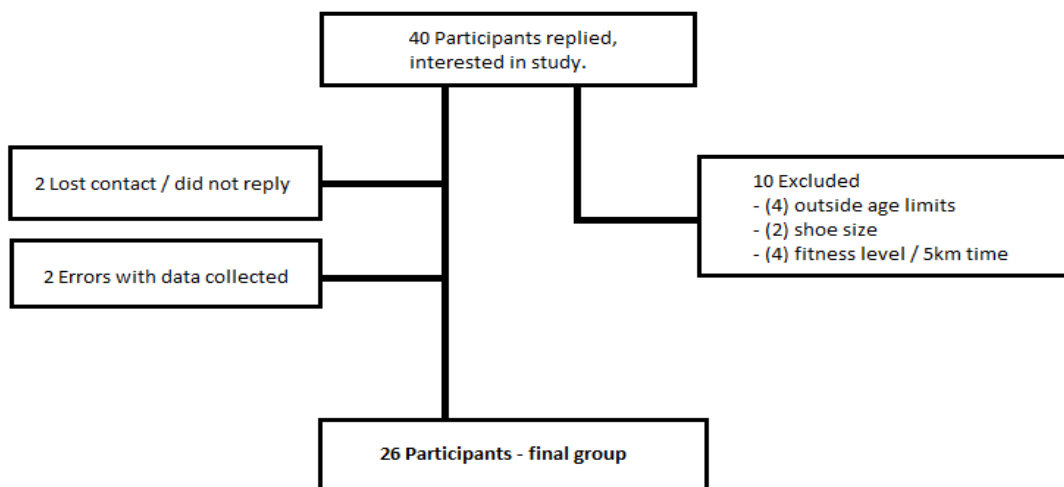 40 Participants replied,
interested in study.
2 Lost contact / did not reply
10 Excluded
- (4) outside age limits
- (2) shoe size
- (4) fitness level / 5km time
2 Errors with data collected
26 Participants - final group